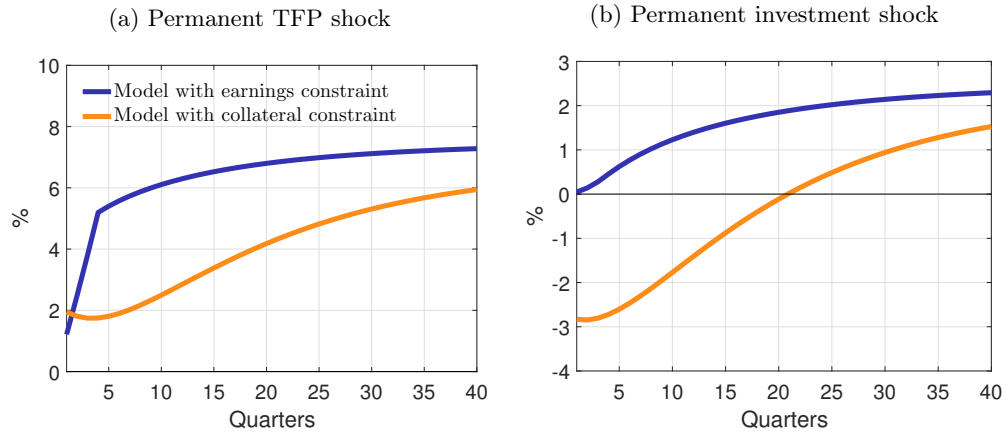 (a) Permanent TFP shock
10
8
6
4
2
0
%
Model with earnings constraint
Model with collateral constraint
5 10 15 20 25 30 35 40
Quarters
(b) Permanent investment shock
3
2
1
0
-1
-2
-3
-4
%
5 10 15 20 25 30 35 40
Quarters